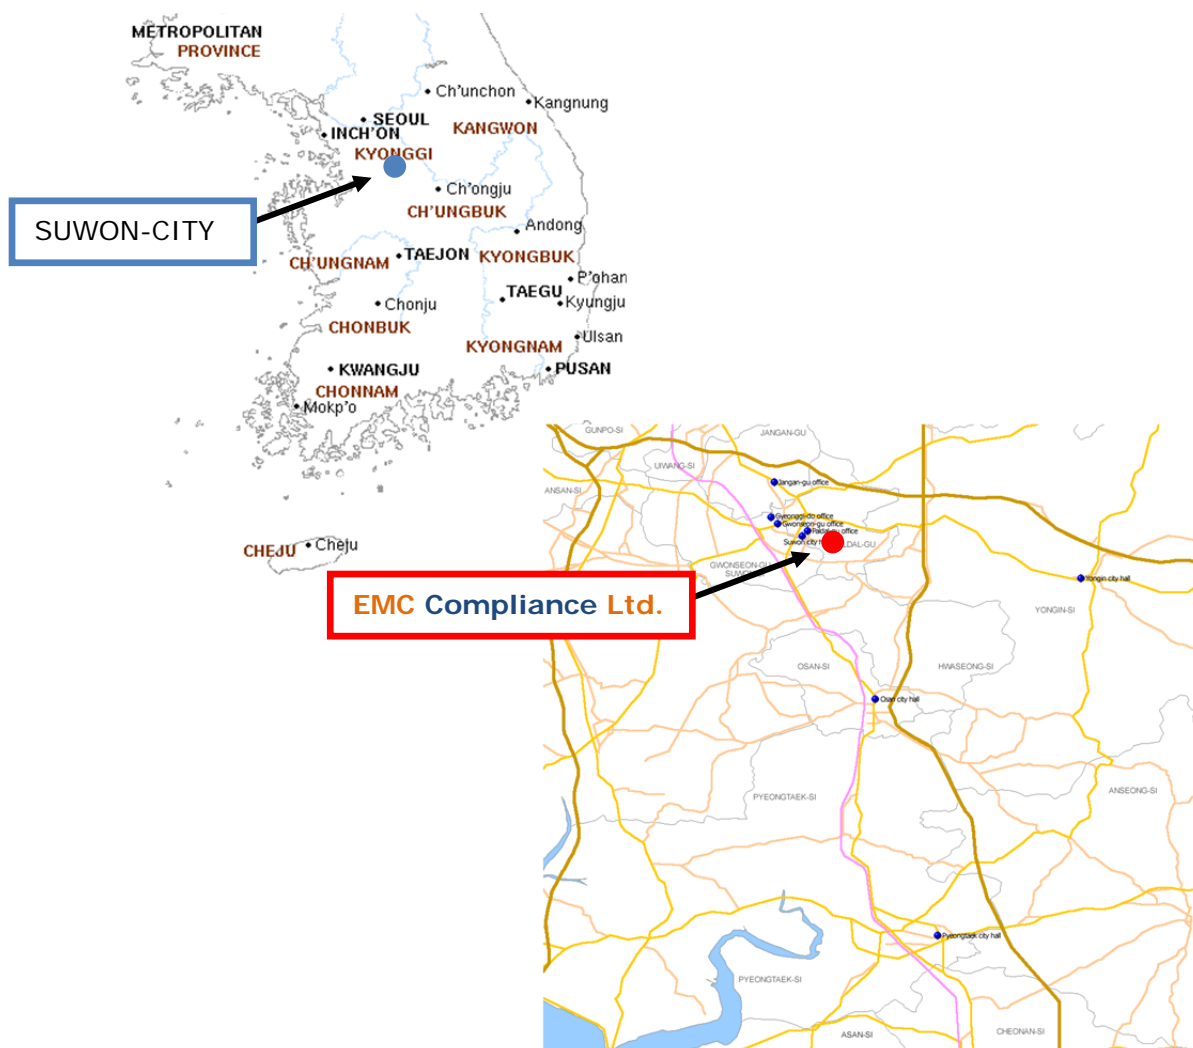 METROPOLITAN
PROVINCE
Ch'unchon
Kangnung
SEOUL
INCH'ON
KANGWON
KYONGGI
Ch'ongju
CH'UNGBUK
SUWON-CITY
Andong
TAEJON
KYONGBUK
CH'UNGNAM
P'ohan
TAEGU
Kyungju
Chonju
CHONBUK
Ulsan
KYONGNAM
KWANGJU
PUSAN
CHONNAM
Mokp'o
CHEJU
Cheju
GUNPO-SI
JANGAN-GU
UIWANG-SI
Jangan-gu office
ANSAN-SI
Gyeonggi-do office
Gwonseon-gu office
Paldal-gu office
Suwon city
ALDAL-GU
GWONSEON-GU
Yongin city hall
EMC Compliance Ltd.
YONGIN-SI
OSAN-SI
HWASEONG-SI
Osan city hall
PYEONGTAEK-SI
ANSEONG-SI
Pyeongtaek city hall
PYEONGTAEK-SI
ASAN-SI
CHEONAN-SI